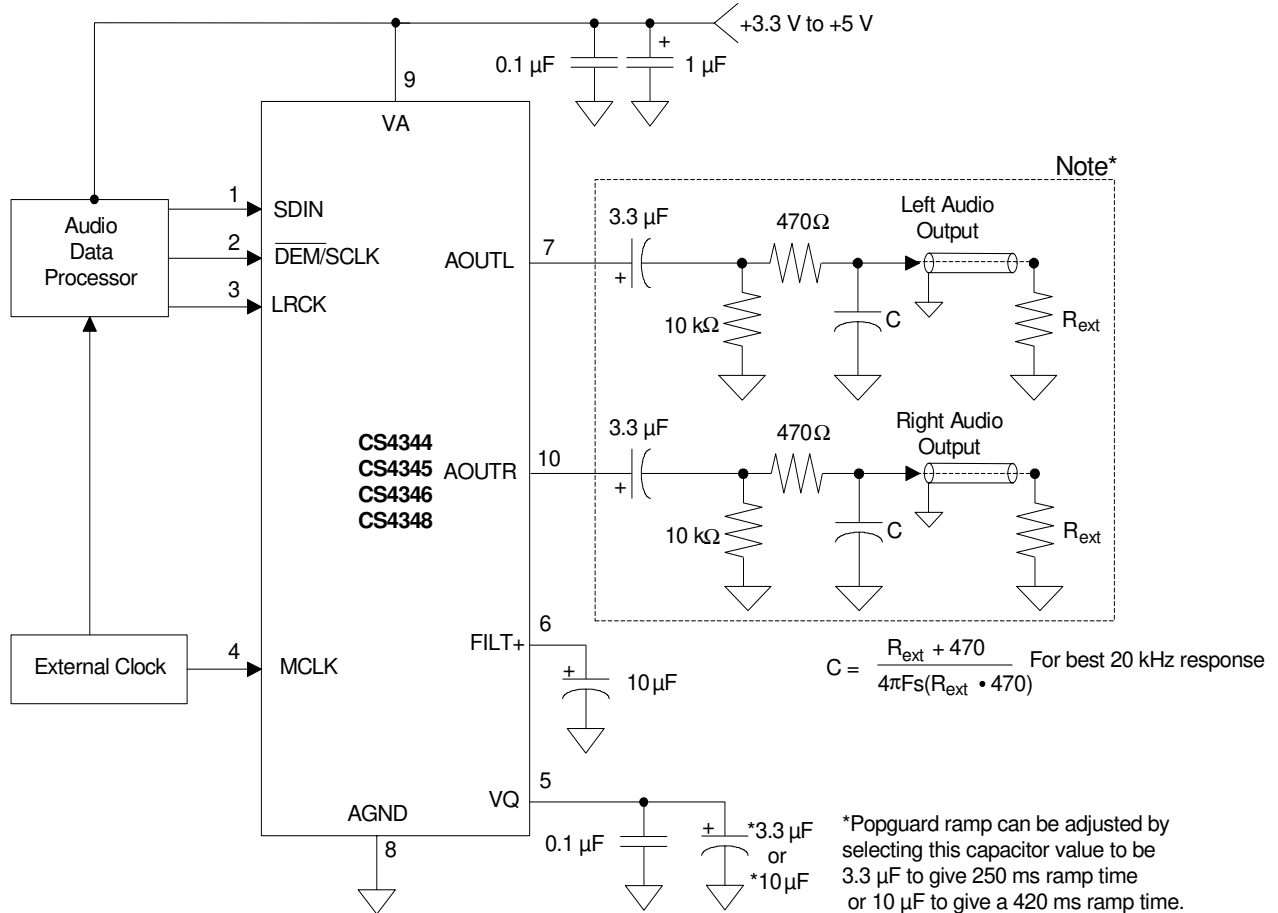 +3.3 V to +5 V
0.1 µF
+
1 µF
9
VA
Note*
Audio
Data
Processor
1
SDIN
2
DEM/SCLK
3
LRCK
AOUTL
7
3.3 µF
+
10 kΩ
470Ω
C
Left Audio
Output
Rext
CS4344
CS4345
CS4346
CS4348
AOUTR
10
3.3 µF
+
10 kΩ
470Ω
C
Right Audio
Output
Rext
External Clock
4
MCLK
FILT+
6
+
10 µF
C = Rext + 470
4πFs(Rext • 470)
For best 20 kHz response
VQ
5
0.1 µF
+
*3.3 µF
or
*10 µF
AGND
8
*Popguard ramp can be adjusted by
selecting this capacitor value to be
3.3 µF to give 250 ms ramp time
or 10 µF to give a 420 ms ramp time.